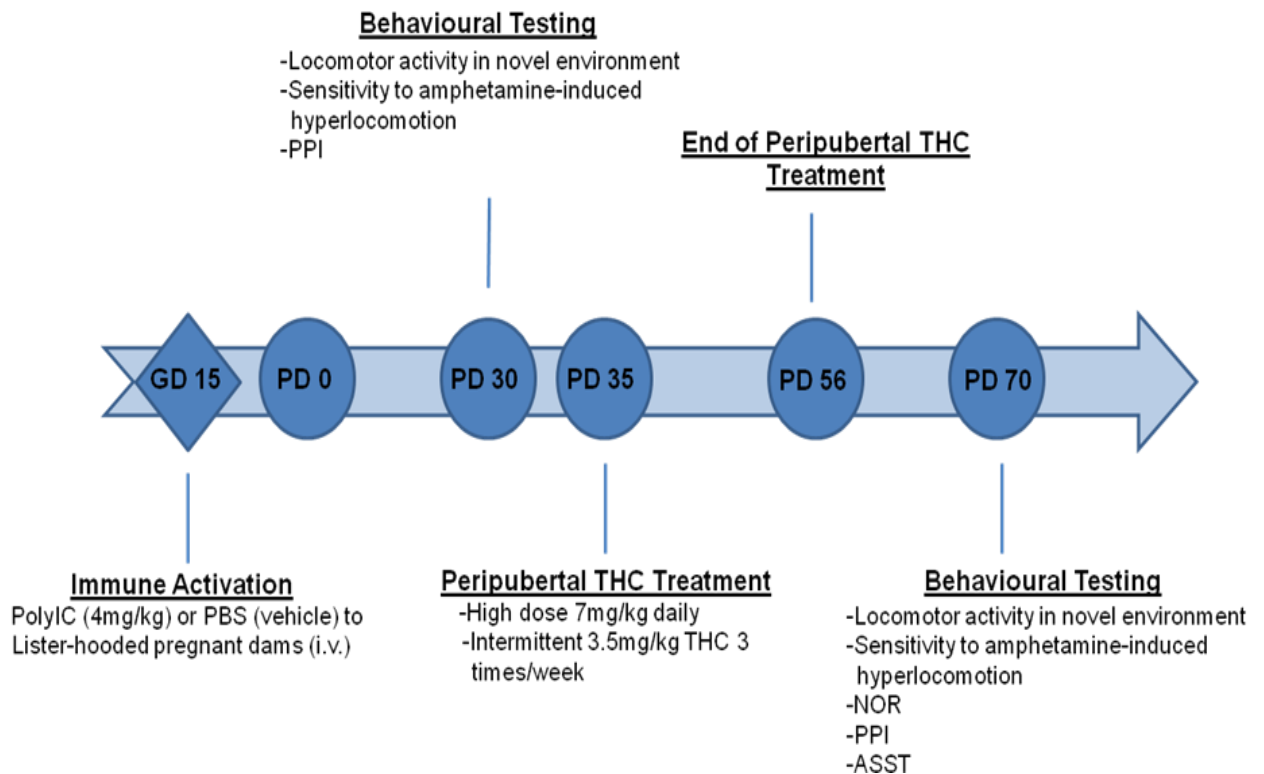 Behavioural Testing
-Locomotor activity in novel environment
-Sensitivity to amphetamine-induced
hyperlocomotion
-PPI
End of Peripubertal THC
Treatment
GD 15
PD 0
PD 30
PD 35
PD 56
PD 70
Immune Activation
PolyIC (4mg/kg) or PBS (vehicle) to
Lister-hooded pregnant dams (i.v.)
Peripubertal THC Treatment
-High dose 7mg/kg daily
-Intermittent 3.5mg/kg THC 3
times/week
Behavioural Testing
-Locomotor activity in novel environment
-Sensitivity to amphetamine-induced
hyperlocomotion
-NOR
-PPI
-ASST